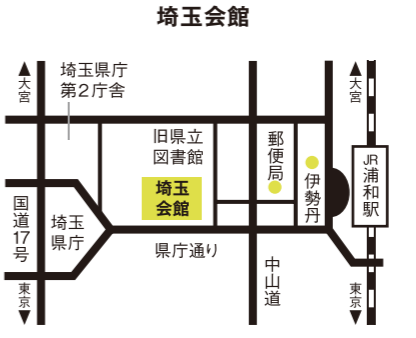 埼玉会館
▲
大宮
埼玉県庁
第2庁舎
▲
大宮
旧県立
図書館
郵便局
伊勢丹
JR
浦和駅
埼玉
会館
国道17号
埼玉
県庁
県庁通り
中山道
東京
▼
東京
▼